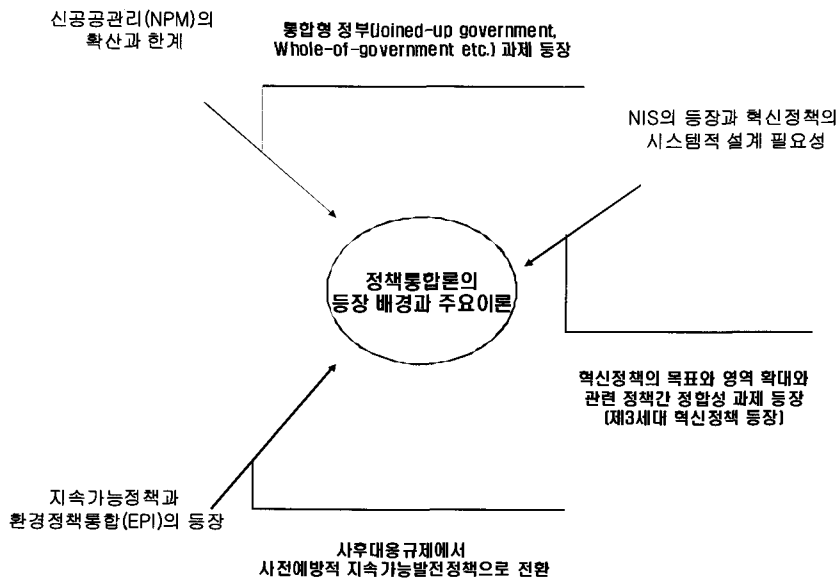 신공공관리(NPM)의
확산과 한계
통합형 정부(Joined-up government,
Whole-of-government etc.) 과제 등장
NIS의 등장과 혁신정책의
시스템적 설계 필요성
정책통합론의
등장 배경과 주요이론
혁신정책의 목표와 영역 확대와
관련 정책간 정합성 과제 등장
(제3세대 혁신정책 등장)
지속가능정책과
환경정책통합(EPI)의 등장
사후대응규제에서
사전예방적 지속가능발전정책으로 전환